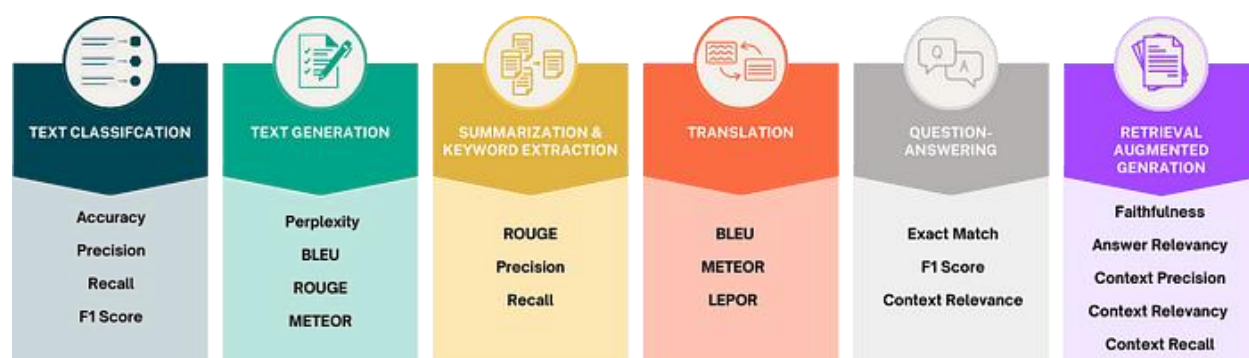 TEXT CLASSIFCATION
Accuracy
Precision
Recall
F1 Score
TEXT GENERATION
Perplexity
BLEU
ROUGE
METEOR
SUMMARIZATION &
KEYWORD EXTRACTION
ROUGE
Precision
Recall
TRANSLATION
BLEU
METEOR
LEPOR
Q
A
QUESTION-
ANSWERING
Exact Match
F1 Score
Context Relevance
RETRIEVAL
AUGMENTED
GENRATION
Faithfulness
Answer Relevancy
Context Precision
Context Relevancy
Context Recall